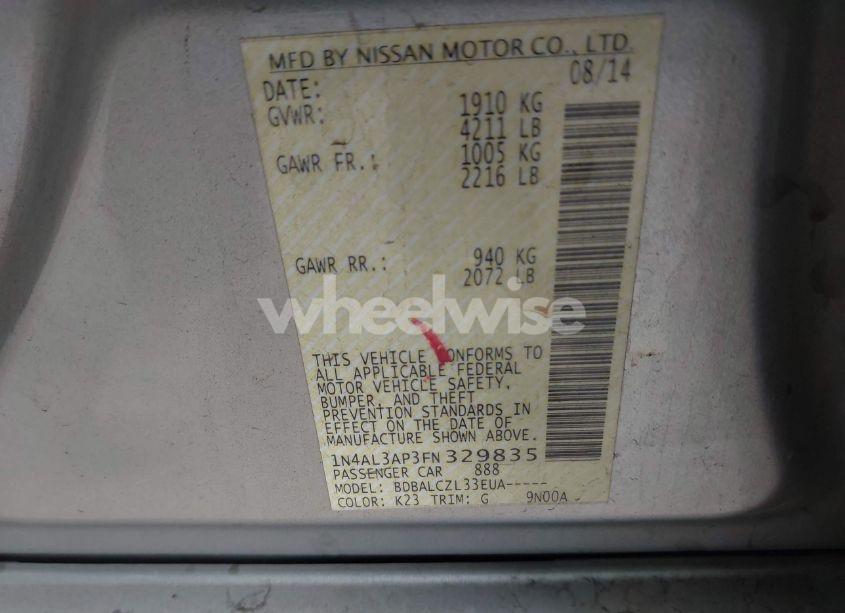 MFD BY NISSAN MOTOR CO., LTD.
DATE: 08/14
GVWR: 1910 KG
4211 LB
GAWR FR.: 1005 KG
2216 LB
GAWR RR.: 940 KG
2072 LB
wheelwise
THIS VEHICLE CONFORMS TO
ALL APPLICABLE FEDERAL
MOTOR VEHICLE SAFETY,
BUMPER, AND THEFT
PREVENTION STANDARDS IN
EFFECT ON THE DATE OF
MANUFACTURE SHOWN ABOVE.
1N4AL3AP3FN329835
PASSENGER CAR 888
MODEL: BDBALCZL33EUA-----
COLOR: K23 TRIM: G 9N00A